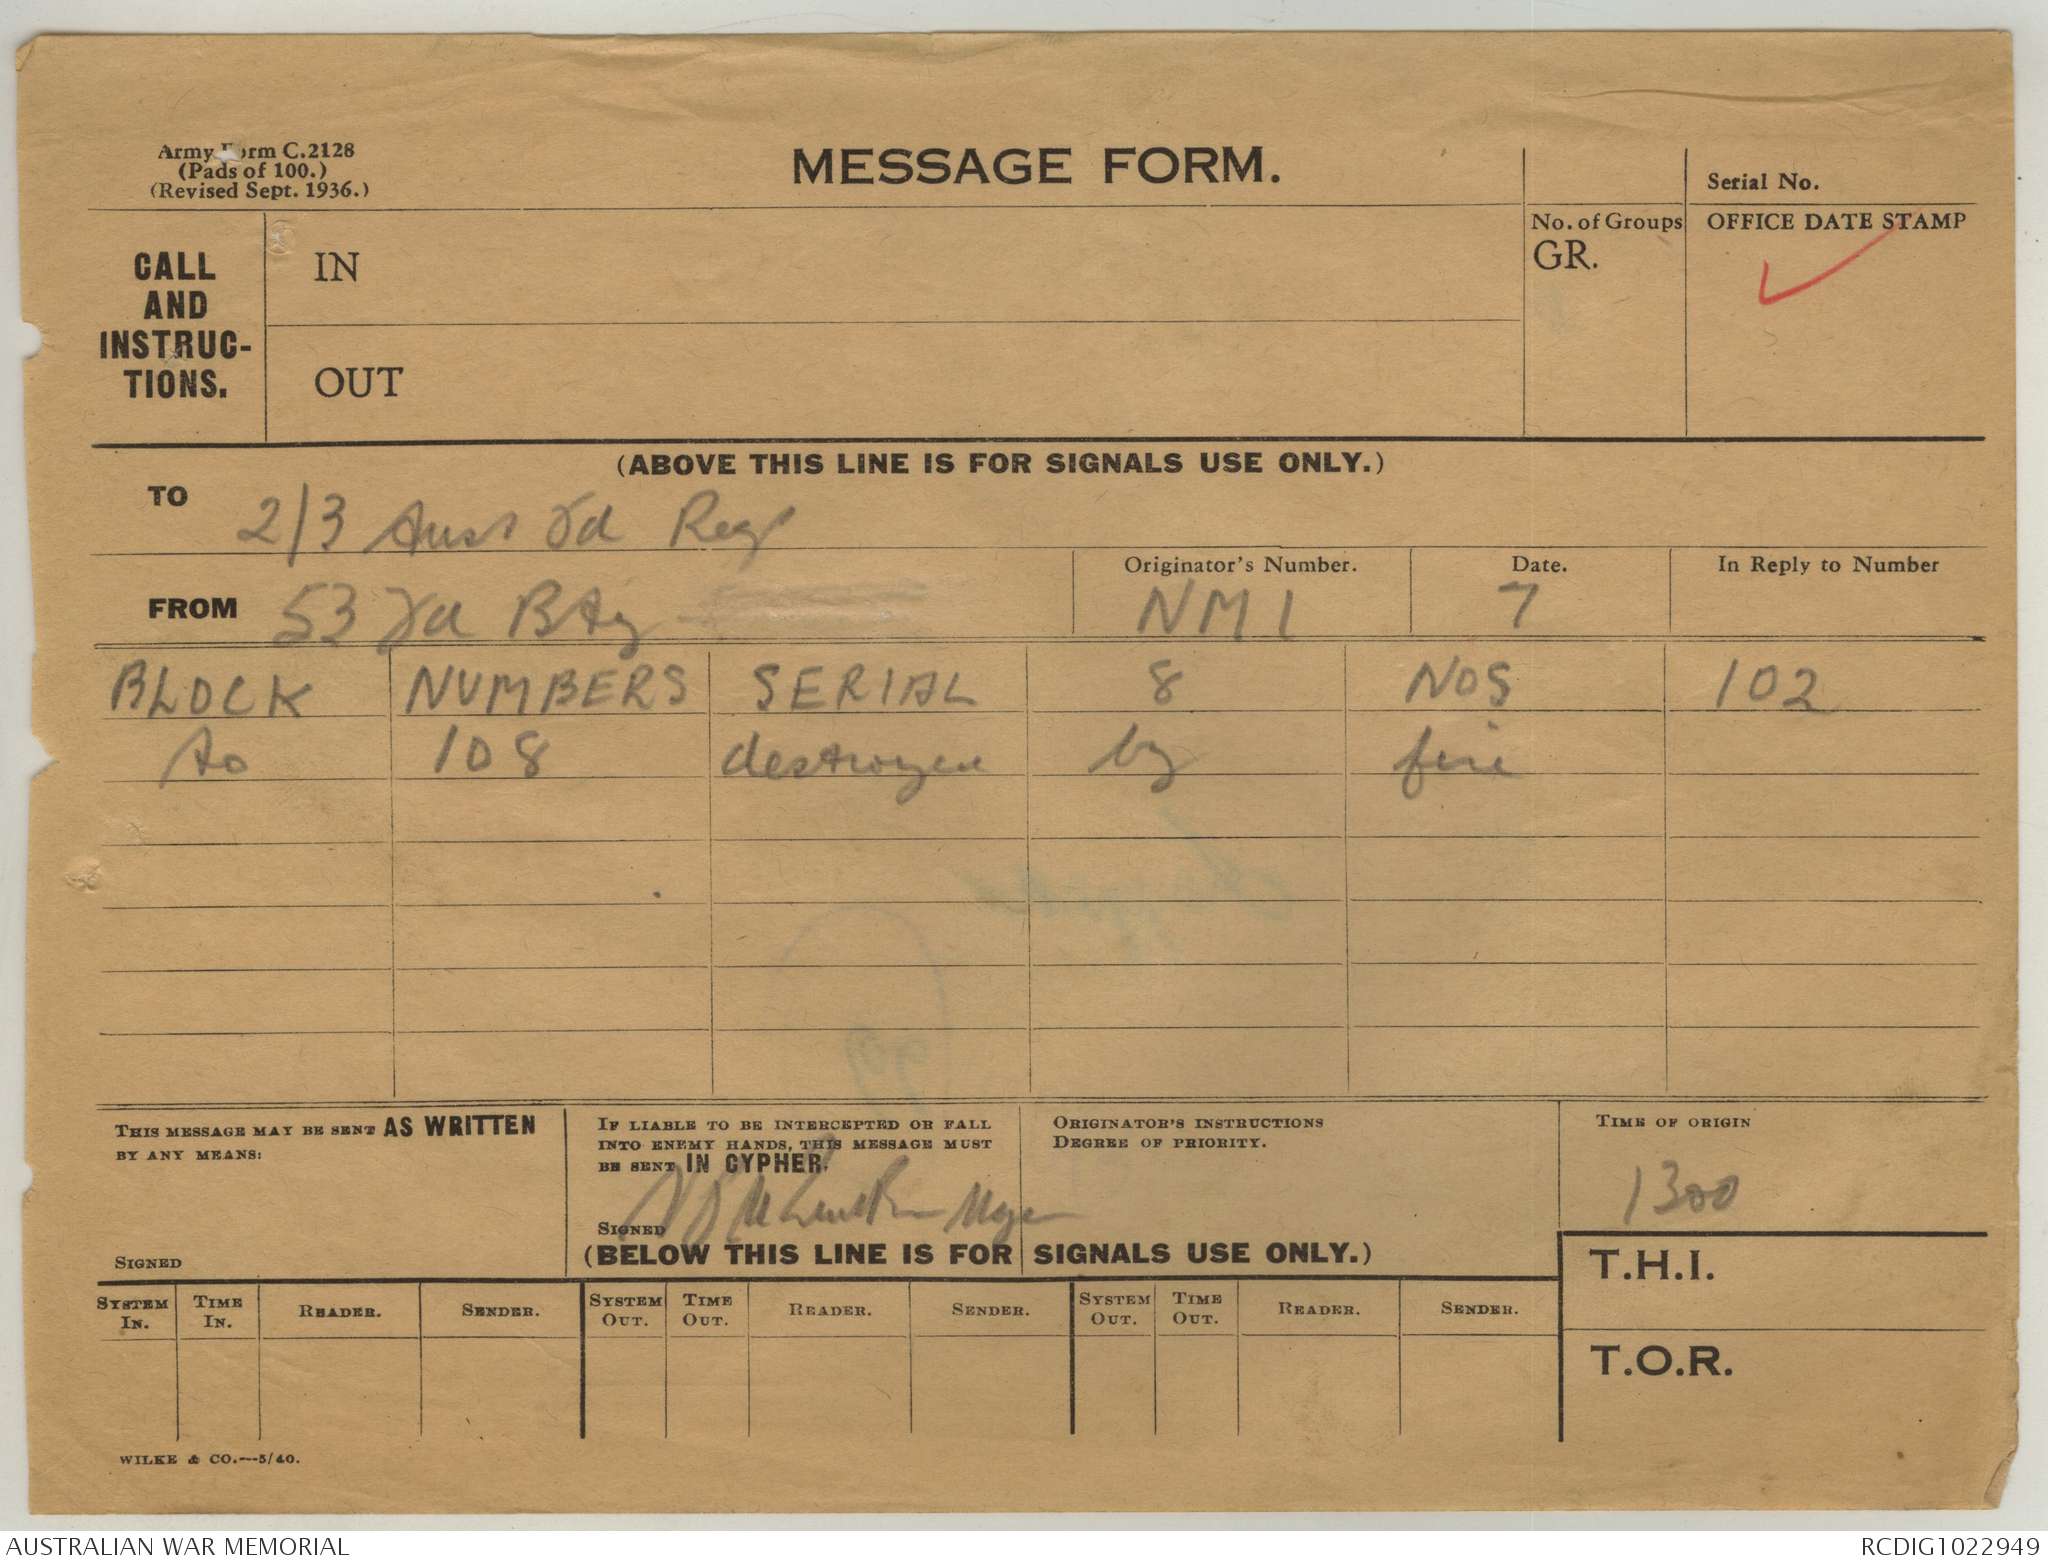 Army Form C.2128
(Pads of 100.)
(Revised Sept. 1936.)
MESSAGE FORM.
Serial No.
No. of Groups
GR.
OFFICE DATE STAMP
CALL
AND
INSTRUC-
TIONS.
IN
OUT
(ABOVE THIS LINE IS FOR SIGNALS USE ONLY.)
TO 2/3 Aust Fd Regt
FROM 53 Fd Bty
Originator's Number. Date. In Reply to Number
NM1 7
BLOCK NUMBERS SERIAL 8 NOS 102
to 108 destroyed by fire
THIS MESSAGE MAY BE SENT AS WRITTEN
BY ANY MEANS:
SIGNED
IF LIABLE TO BE INTERCEPTED OR FALL
INTO ENEMY HANDS, THIS MESSAGE MUST
BE SENT IN CYPHER.
SIGNED
ORIGINATOR'S INSTRUCTIONS
DEGREE OF PRIORITY.
TIME OF ORIGIN
1300
(BELOW THIS LINE IS FOR SIGNALS USE ONLY.)
T.H.I.
T.O.R.
SYSTEM IN. TIME IN. READER. SENDER. SYSTEM OUT. TIME OUT. READER. SENDER. SYSTEM OUT. TIME OUT. READER. SENDER.
WILKE & CO.---5/40.
AUSTRALIAN WAR MEMORIAL
RCDIG1022949